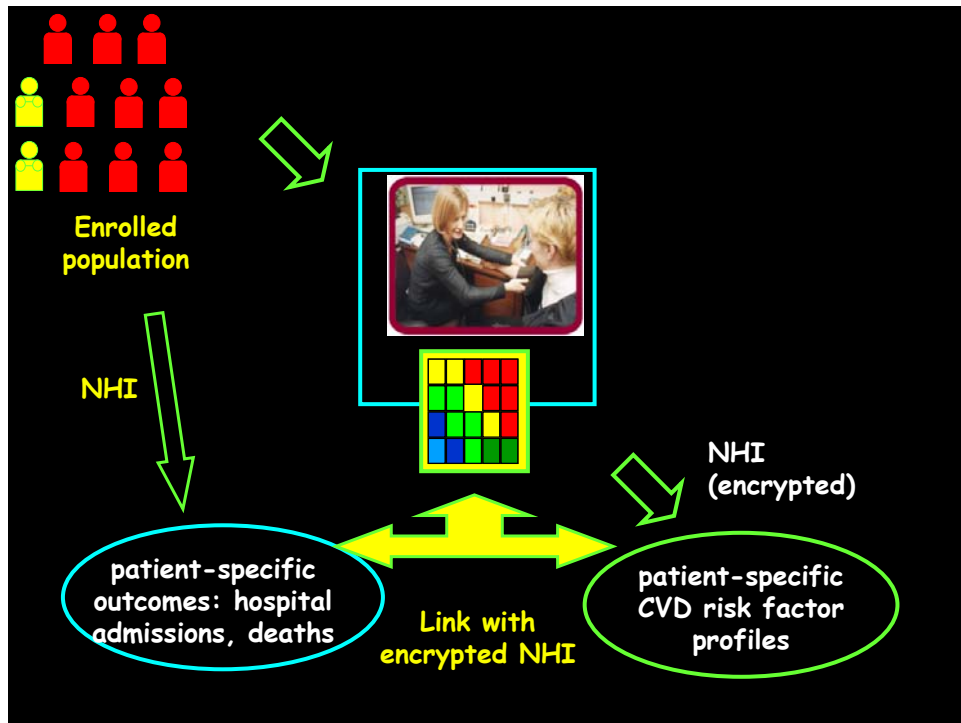 Enrolled
population
NHI
NHI
(encrypted)
patient-specific
outcomes: hospital
admissions, deaths
Link with
encrypted NHI
patient-specific
CVD risk factor
profiles